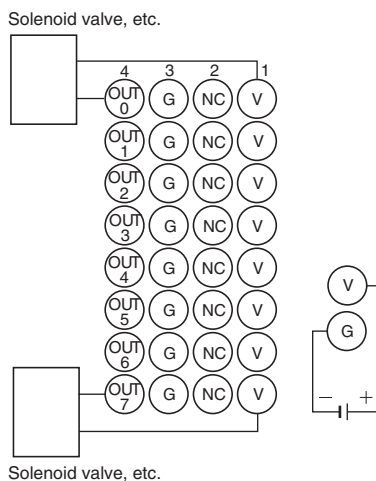 Solenoid valve, etc.
4 3 2 1
OUT 0 G NC V
OUT 1 G NC V
OUT 2 G NC V
OUT 3 G NC V
OUT 4 G NC V
OUT 5 G NC V
OUT 6 G NC V
OUT 7 G NC V
V
G
− +
Solenoid valve, etc.